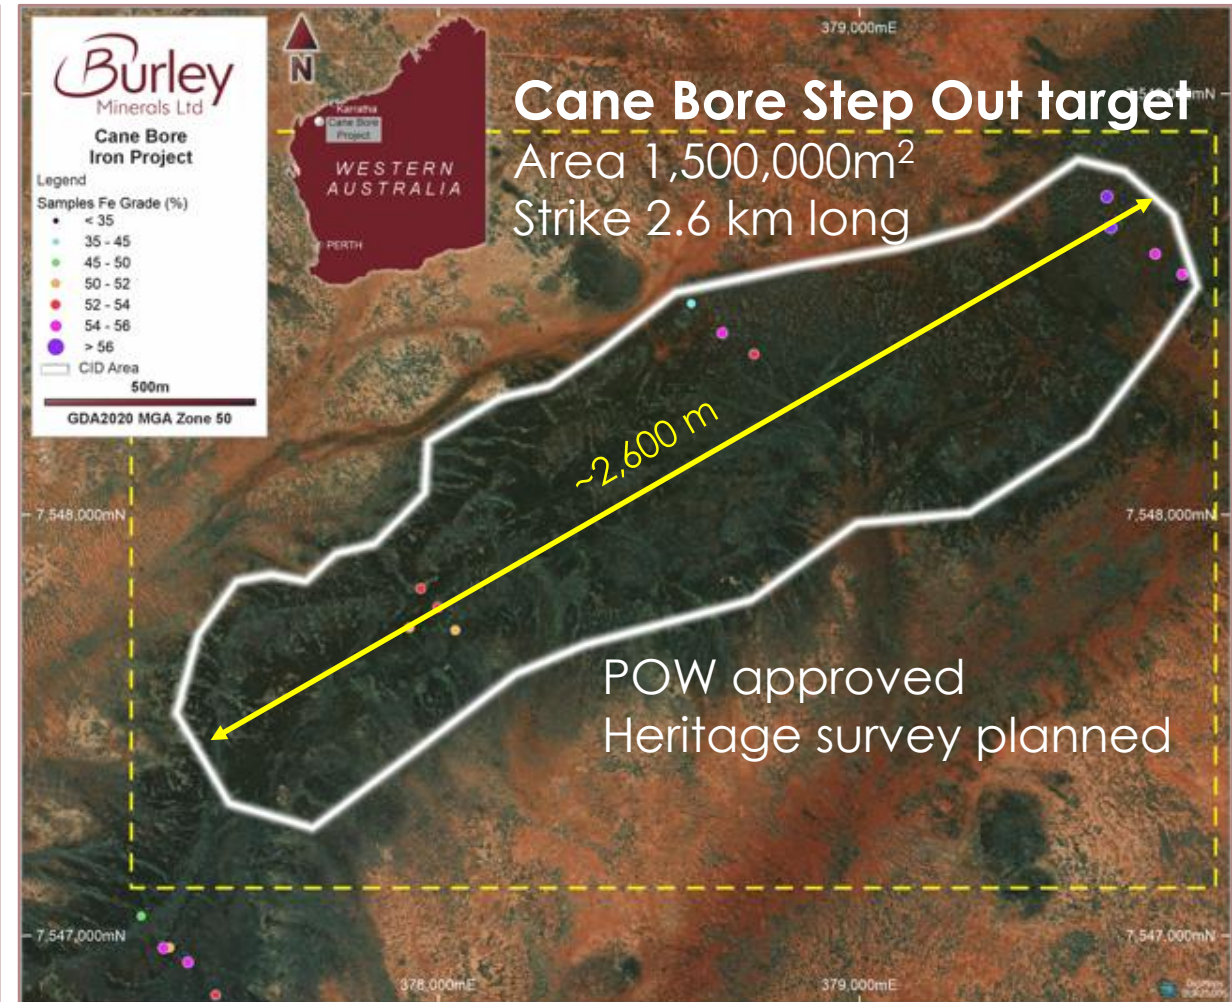 Burley
Minerals Ltd
Cane Bore
Iron Project
Legend
Samples Fe Grade (%)
< 35
35 - 45
45 - 50
50 - 52
52 - 54
54 - 56
> 56
CID Area
500m
GDA2020 MGA Zone 50
N
Karratha
Cane Bore
Project
WESTERN
AUSTRALIA
PERTH
379,000mE
Cane Bore Step Out target
Area 1,500,000m²
Strike 2.6 km long
~2,600 m
7,548,000mN
7,548,000mN
POW approved
Heritage survey planned
7,547,000mN
7,547,000mN
378,000mE
379,000mE